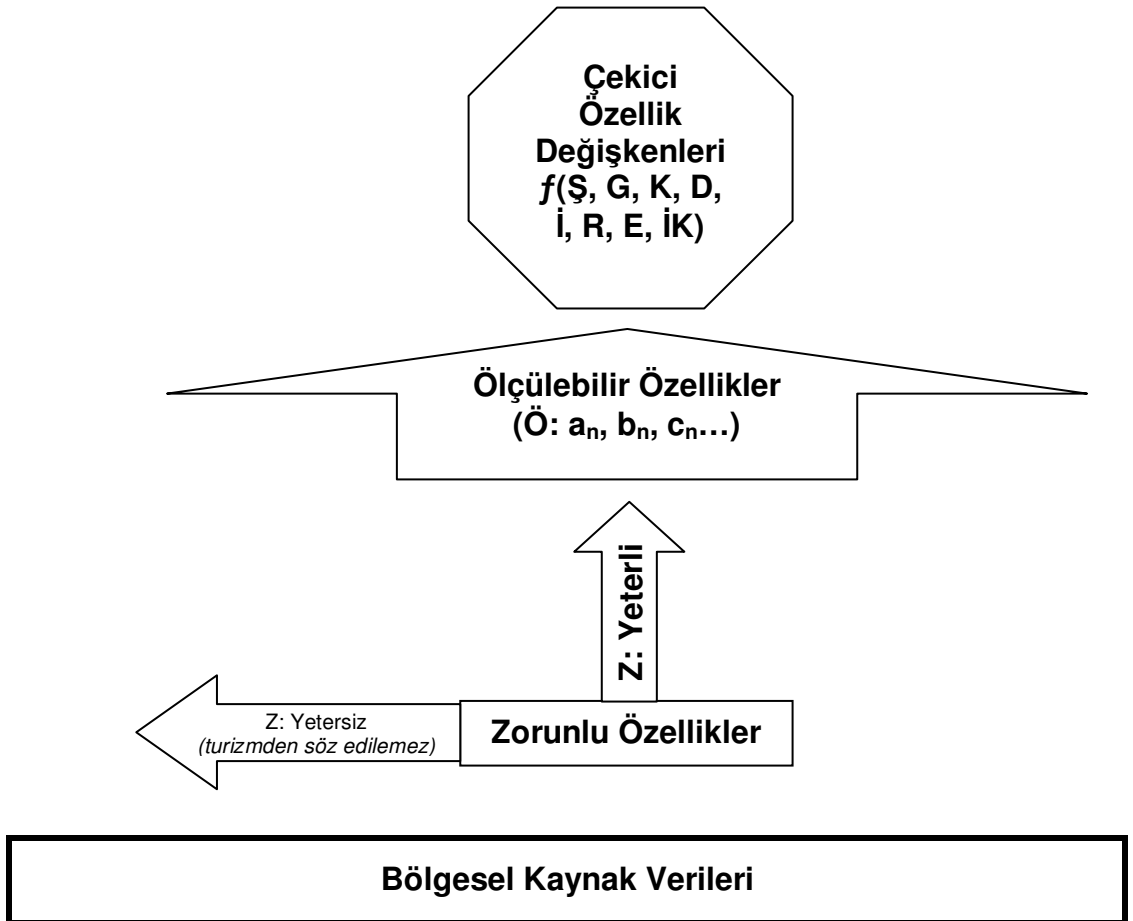 Çekici
Özellik
Değişkenleri
ƒ(Ş, G, K, D,
İ, R, E, İK)
Ölçülebilir Özellikler
(Ö: aₙ, bₙ, cₙ…)
Z: Yeterli
Z: Yetersiz
(turizmden söz edilemez)
Zorunlu Özellikler
Bölgesel Kaynak Verileri